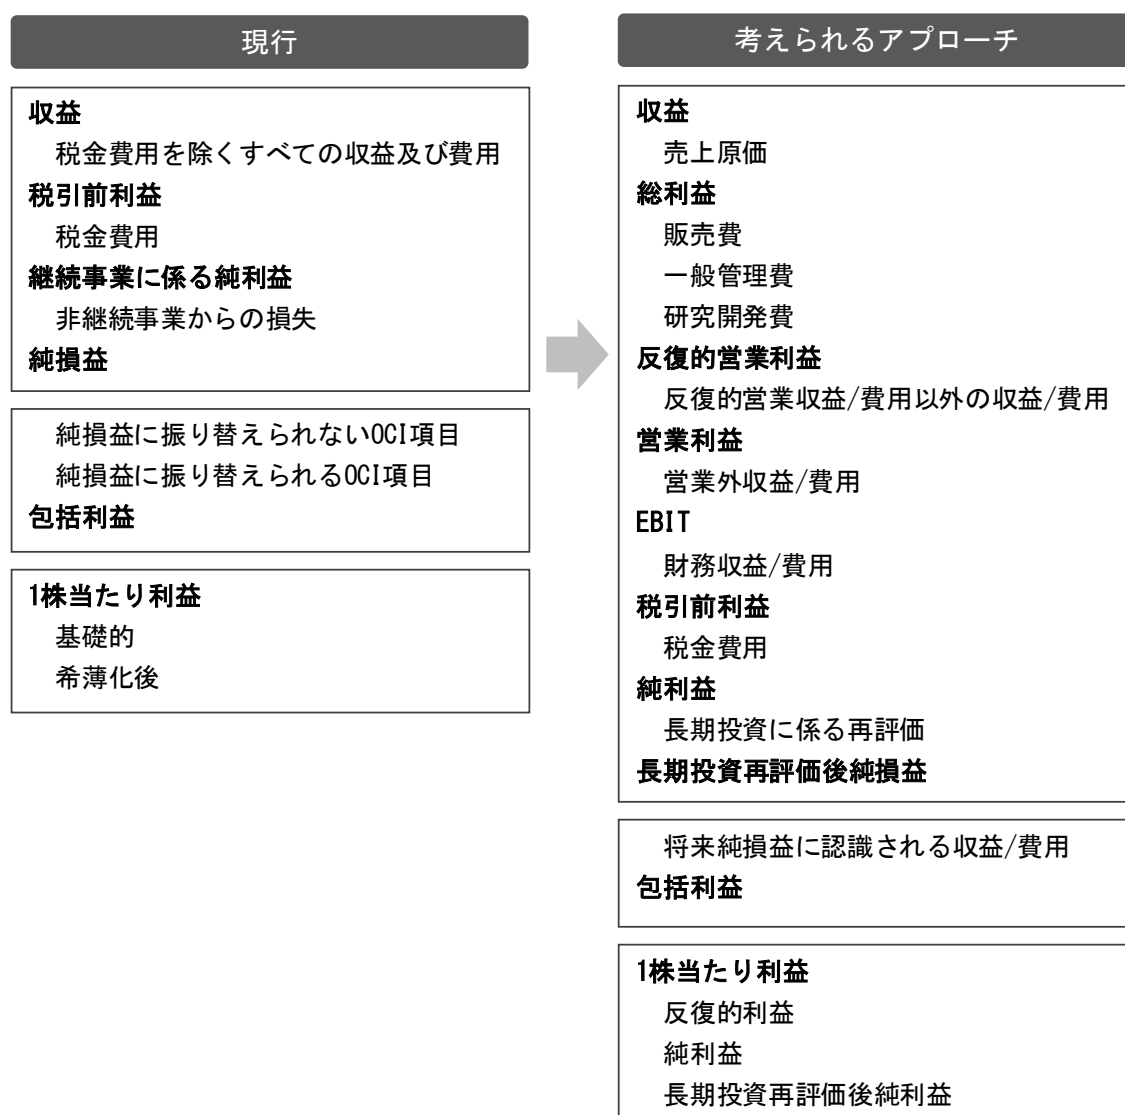 現行
収益
税金費用を除くすべての収益及び費用
税引前利益
税金費用
継続事業に係る純利益
非継続事業からの損失
純損益
純損益に振り替えられないOCI項目
純損益に振り替えられるOCI項目
包括利益
1株当たり利益
基礎的
希薄化後
考えられるアプローチ
収益
売上原価
総利益
販売費
一般管理費
研究開発費
反復的営業利益
反復的営業収益/費用以外の収益/費用
営業利益
営業外収益/費用
EBIT
財務収益/費用
税引前利益
税金費用
純利益
長期投資に係る再評価
長期投資再評価後純損益
将来純損益に認識される収益/費用
包括利益
1株当たり利益
反復的利益
純利益
長期投資再評価後純利益